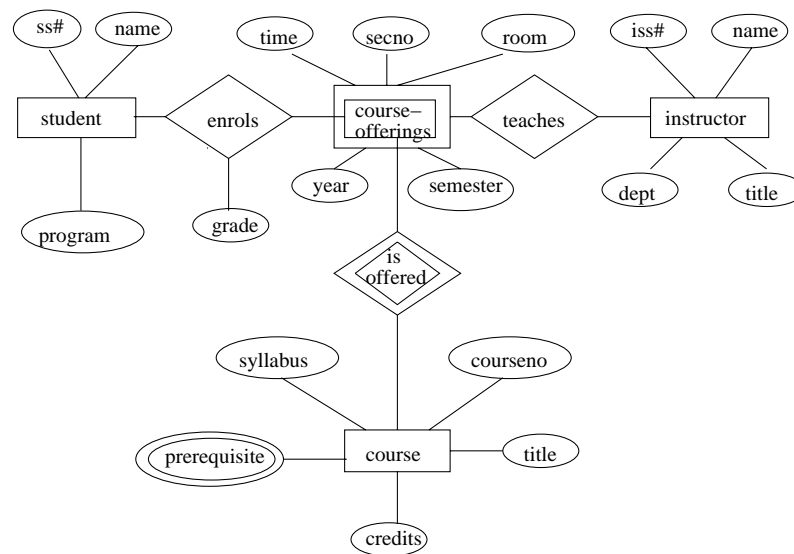 ss#
name
time
secno
room
iss#
name
student
enrols
course–
offerings
teaches
instructor
year
semester
dept
title
program
grade
is
offered
syllabus
courseno
prerequisite
course
title
credits